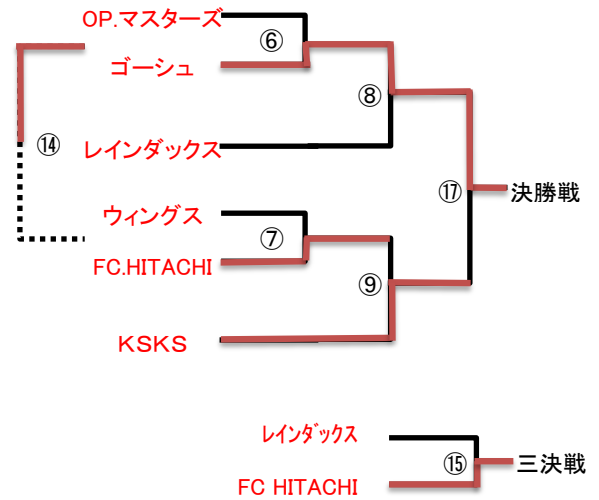 OP.マスターズ
⑥
ゴーシュ
⑧
⑭
レインダックス
⑰
決勝戦
ウィングス
⑦
FC.HITACHI
⑨
KSKS
レインダックス
⑮
三決戦
FC HITACHI